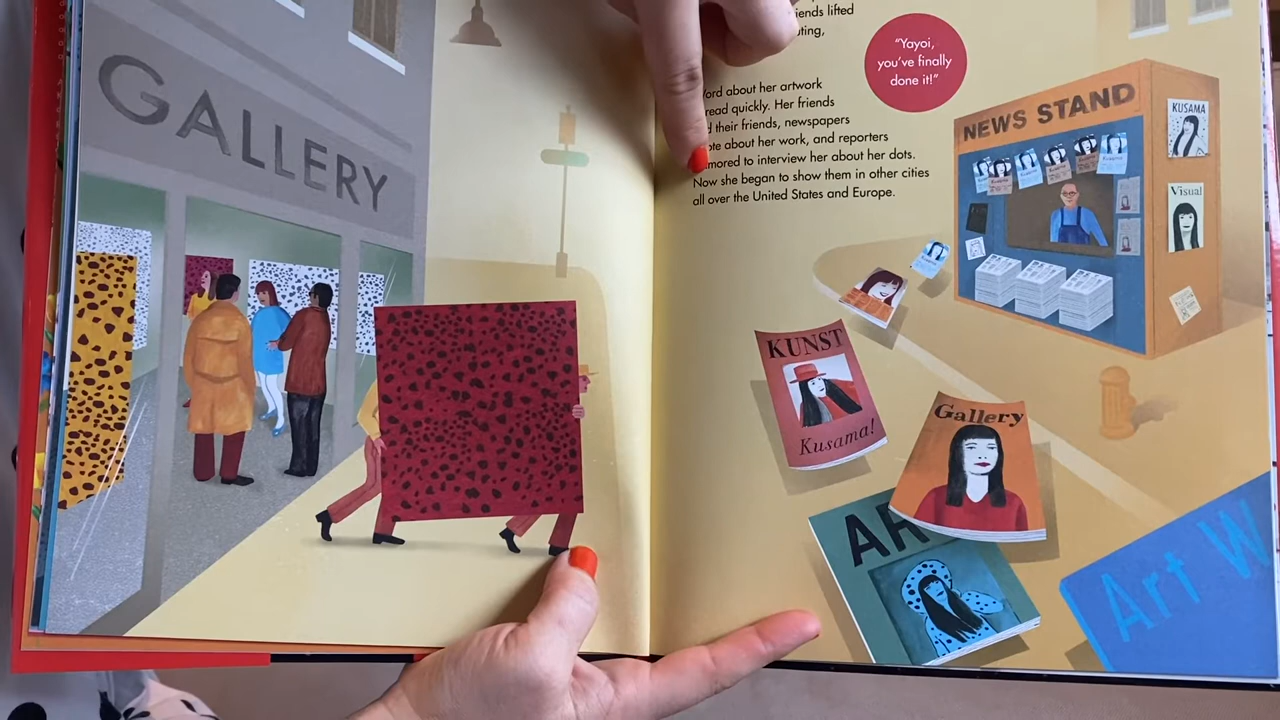 GALLERY
iends lifted
uting,
"Yayoi,
you've finally
done it!"
ord about her artwork
read quickly. Her friends
their friends, newspapers
ote about her work, and reporters
mored to interview her about her dots.
Now she began to show them in other cities
all over the United States and Europe.
NEWS STAND
KUSAMA
Visual
KUNST
Kusama!
Gallery
AR
Art W